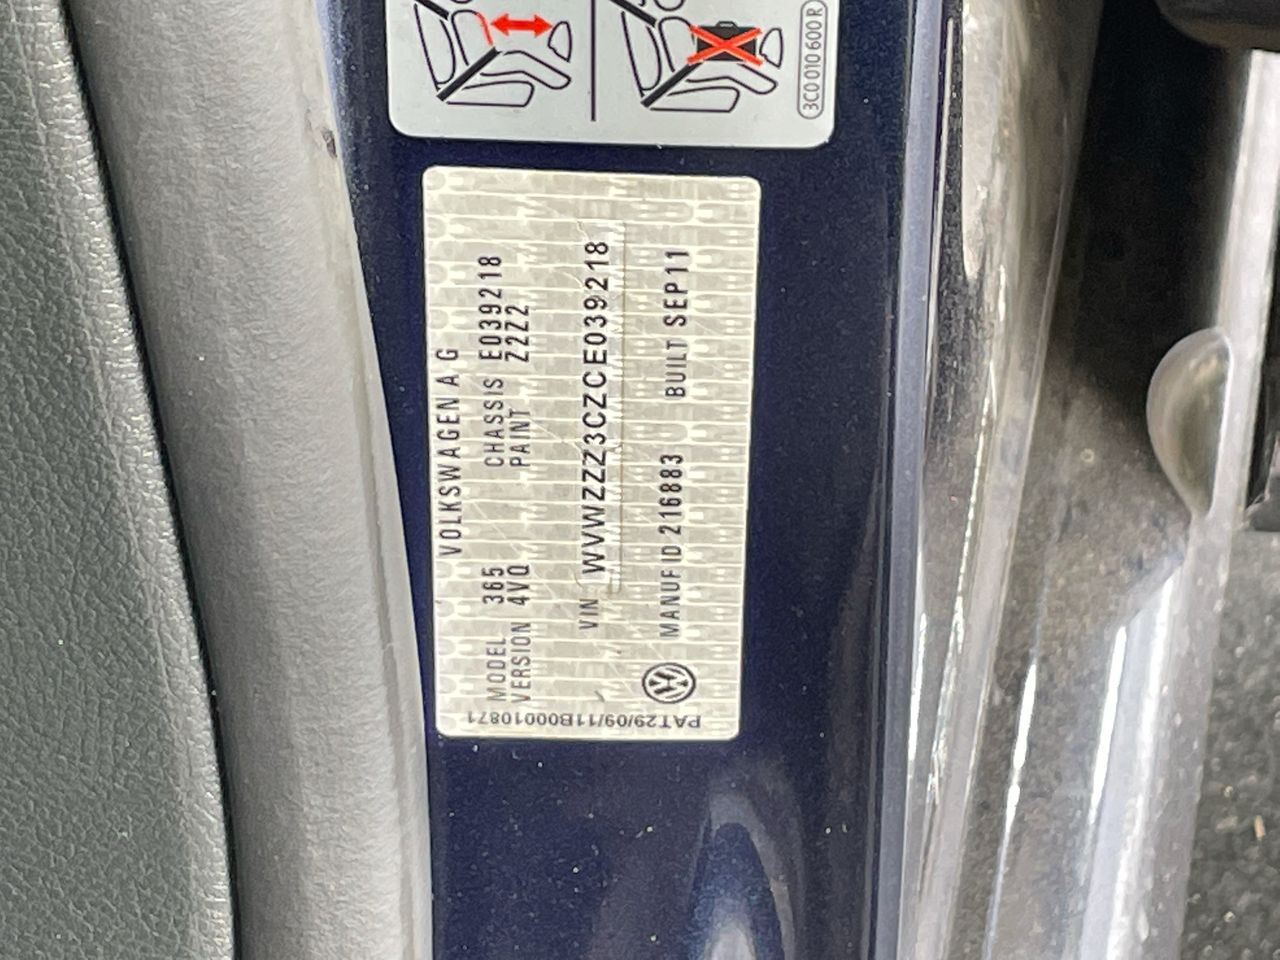 3C0 010 600 R
VOLKSWAGEN A G
MODEL 365 CHASSIS E039218
VERSION 4VQ PAINT Z2Z2
VIN WVWZZZ3CZCE039218
MANUF ID 216883 BUILT SEP11
PAT29/09/11B00010871